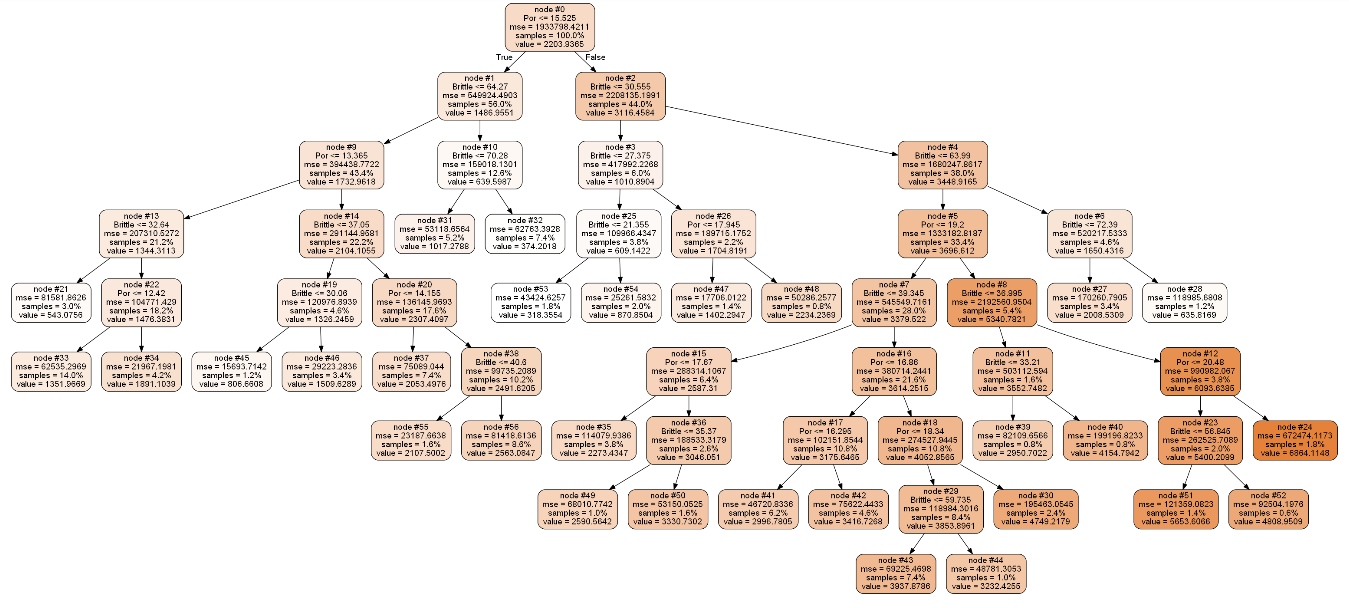 node #0
Por <= 15.525
mse = 1933798.4211
samples = 100.0%
value = 2203.9365
True
False
node #1
Brittle <= 64.27
mse = 549924.4903
samples = 56.0%
value = 1486.9551
node #2
Brittle <= 30.555
mse = 2208135.1991
samples = 44.0%
value = 3116.4584
node #9
Por <= 13.365
mse = 394438.7722
samples = 43.4%
value = 1732.9618
node #10
Brittle <= 70.28
mse = 159018.1301
samples = 12.6%
value = 639.5987
node #3
Brittle <= 27.375
mse = 417992.2268
samples = 6.0%
value = 1010.8904
node #4
Brittle <= 63.99
mse = 1680247.8617
samples = 38.0%
value = 3448.9165
node #13
Brittle <= 32.64
mse = 207310.5272
samples = 21.2%
value = 1344.3113
node #14
Brittle <= 37.05
mse = 291144.9581
samples = 22.2%
value = 2104.1055
node #31
mse = 53118.6564
samples = 5.2%
value = 1017.2788
node #32
mse = 62763.3928
samples = 7.4%
value = 374.2018
node #25
Brittle <= 21.355
mse = 109966.4347
samples = 3.8%
value = 609.1422
node #26
Por <= 17.945
mse = 189715.1752
samples = 2.2%
value = 1704.8191
node #5
Por <= 19.2
mse = 1333182.8187
samples = 33.4%
value = 3696.612
node #6
Brittle <= 72.39
mse = 520217.5333
samples = 4.6%
value = 1650.4316
node #21
mse = 81581.8626
samples = 3.0%
value = 543.0756
node #22
Por <= 12.42
mse = 104771.429
samples = 18.2%
value = 1476.3831
node #19
Brittle <= 30.06
mse = 120976.8939
samples = 4.6%
value = 1326.2459
node #20
Por <= 14.155
mse = 136145.9693
samples = 17.6%
value = 2307.4097
node #53
mse = 43424.6257
samples = 1.8%
value = 318.3554
node #54
mse = 25261.5832
samples = 2.0%
value = 870.8504
node #47
mse = 17706.0122
samples = 1.4%
value = 1402.2947
node #48
mse = 50286.2577
samples = 0.8%
value = 2234.2369
node #7
Brittle <= 39.345
mse = 545549.7161
samples = 28.0%
value = 3379.522
node #8
Brittle <= 36.995
mse = 2192560.9504
samples = 5.4%
value = 5340.7821
node #27
mse = 170260.7905
samples = 3.4%
value = 2008.5309
node #28
mse = 118985.6808
samples = 1.2%
value = 635.8169
node #33
mse = 62535.2969
samples = 14.0%
value = 1351.9669
node #34
mse = 21967.1981
samples = 4.2%
value = 1891.1039
node #45
mse = 15693.7142
samples = 1.2%
value = 806.6608
node #46
mse = 29223.2836
samples = 3.4%
value = 1509.6289
node #37
mse = 75089.044
samples = 7.4%
value = 2053.4976
node #38
Brittle <= 40.6
mse = 99735.2089
samples = 10.2%
value = 2491.6205
node #15
Por <= 17.67
mse = 288314.1067
samples = 6.4%
value = 2587.31
node #16
Por <= 16.86
mse = 380714.2441
samples = 21.6%
value = 3614.2515
node #11
Brittle <= 33.21
mse = 503112.594
samples = 1.6%
value = 3552.7482
node #12
Por <= 20.48
mse = 990982.067
samples = 3.8%
value = 6093.6385
node #55
mse = 23187.6638
samples = 1.6%
value = 2107.5002
node #56
mse = 81418.6136
samples = 8.6%
value = 2563.0847
node #35
mse = 114079.9386
samples = 3.8%
value = 2273.4347
node #36
Brittle <= 35.37
mse = 188533.3179
samples = 2.6%
value = 3046.051
node #17
Por <= 16.295
mse = 102151.8544
samples = 10.8%
value = 3175.6465
node #18
Por <= 18.34
mse = 274527.9445
samples = 10.8%
value = 4052.8565
node #39
mse = 82109.6566
samples = 0.8%
value = 2950.7022
node #40
mse = 199196.8233
samples = 0.8%
value = 4154.7942
node #23
Brittle <= 56.845
mse = 262525.7089
samples = 2.0%
value = 5400.2099
node #24
mse = 672474.1173
samples = 1.8%
value = 6864.1148
node #49
mse = 68010.7742
samples = 1.0%
value = 2590.5642
node #50
mse = 53150.0525
samples = 1.6%
value = 3330.7302
node #41
mse = 46720.8336
samples = 6.2%
value = 2996.7805
node #42
mse = 75622.4433
samples = 4.6%
value = 3416.7268
node #29
Brittle <= 59.735
mse = 118984.3016
samples = 8.4%
value = 3853.8961
node #30
mse = 195463.0545
samples = 2.4%
value = 4749.2179
node #51
mse = 121359.0823
samples = 1.4%
value = 5653.6066
node #52
mse = 92504.1976
samples = 0.6%
value = 4808.9509
node #43
mse = 69225.4698
samples = 7.4%
value = 3937.8786
node #44
mse = 48781.3053
samples = 1.0%
value = 3232.4255